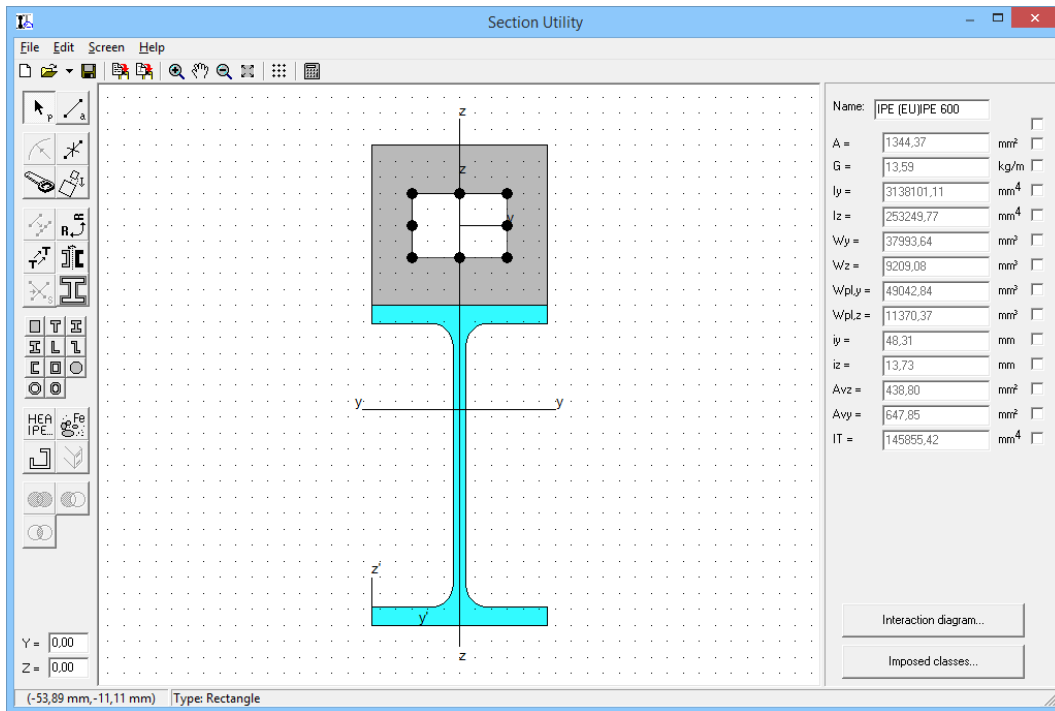 Section Utility
File Edit Screen Help
p a
R R
T T
S
HEA
IPE...
Fe
z
z
y
y y
z'
y'
z
Name: IPE (EU)IPE 600
A = 1344,37 mm²
G = 13,59 kg/m
Iy = 3138101,11 mm4
Iz = 253249,77 mm4
Wy = 37993,64 mm³
Wz = 9209,08 mm³
Wpl,y = 49042,84 mm³
Wpl,z = 11370,37 mm³
iy = 48,31 mm
iz = 13,73 mm
Avz = 438,80 mm²
Avy = 647,85 mm²
IT = 145855,42 mm4
Interaction diagram...
Imposed classes...
Y = 0,00
Z = 0,00
(-53,89 mm,-11,11 mm) Type: Rectangle